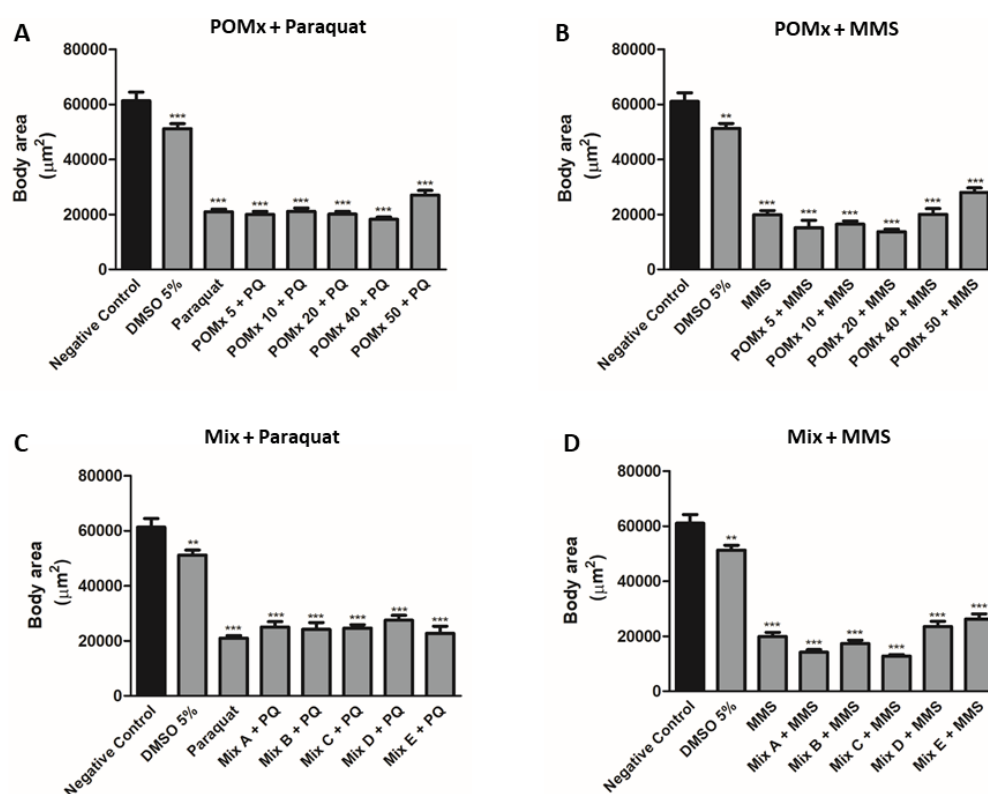 A
POMx + Paraquat
Body area
(μm²)
80000
60000
40000
20000
0
***
***
***
***
***
***
***
Negative Control
DMSO 5%
Paraquat
POMx 5 + PQ
POMx 10 + PQ
POMx 20 + PQ
POMx 40 + PQ
POMx 50 + PQ
B
POMx + MMS
Body area
(μm²)
80000
60000
40000
20000
0
**
***
***
***
***
***
***
Negative Control
DMSO 5%
MMS
POMx 5 + MMS
POMx 10 + MMS
POMx 20 + MMS
POMx 40 + MMS
POMx 50 + MMS
C
Mix + Paraquat
Body area
(μm²)
80000
60000
40000
20000
0
**
***
***
***
***
***
***
Negative Control
DMSO 5%
Paraquat
Mix A + PQ
Mix B + PQ
Mix C + PQ
Mix D + PQ
Mix E + PQ
D
Mix + MMS
Body area
(μm²)
80000
60000
40000
20000
0
**
***
***
***
***
***
***
Negative Control
DMSO 5%
MMS
Mix A + MMS
Mix B + MMS
Mix C + MMS
Mix D + MMS
Mix E + MMS